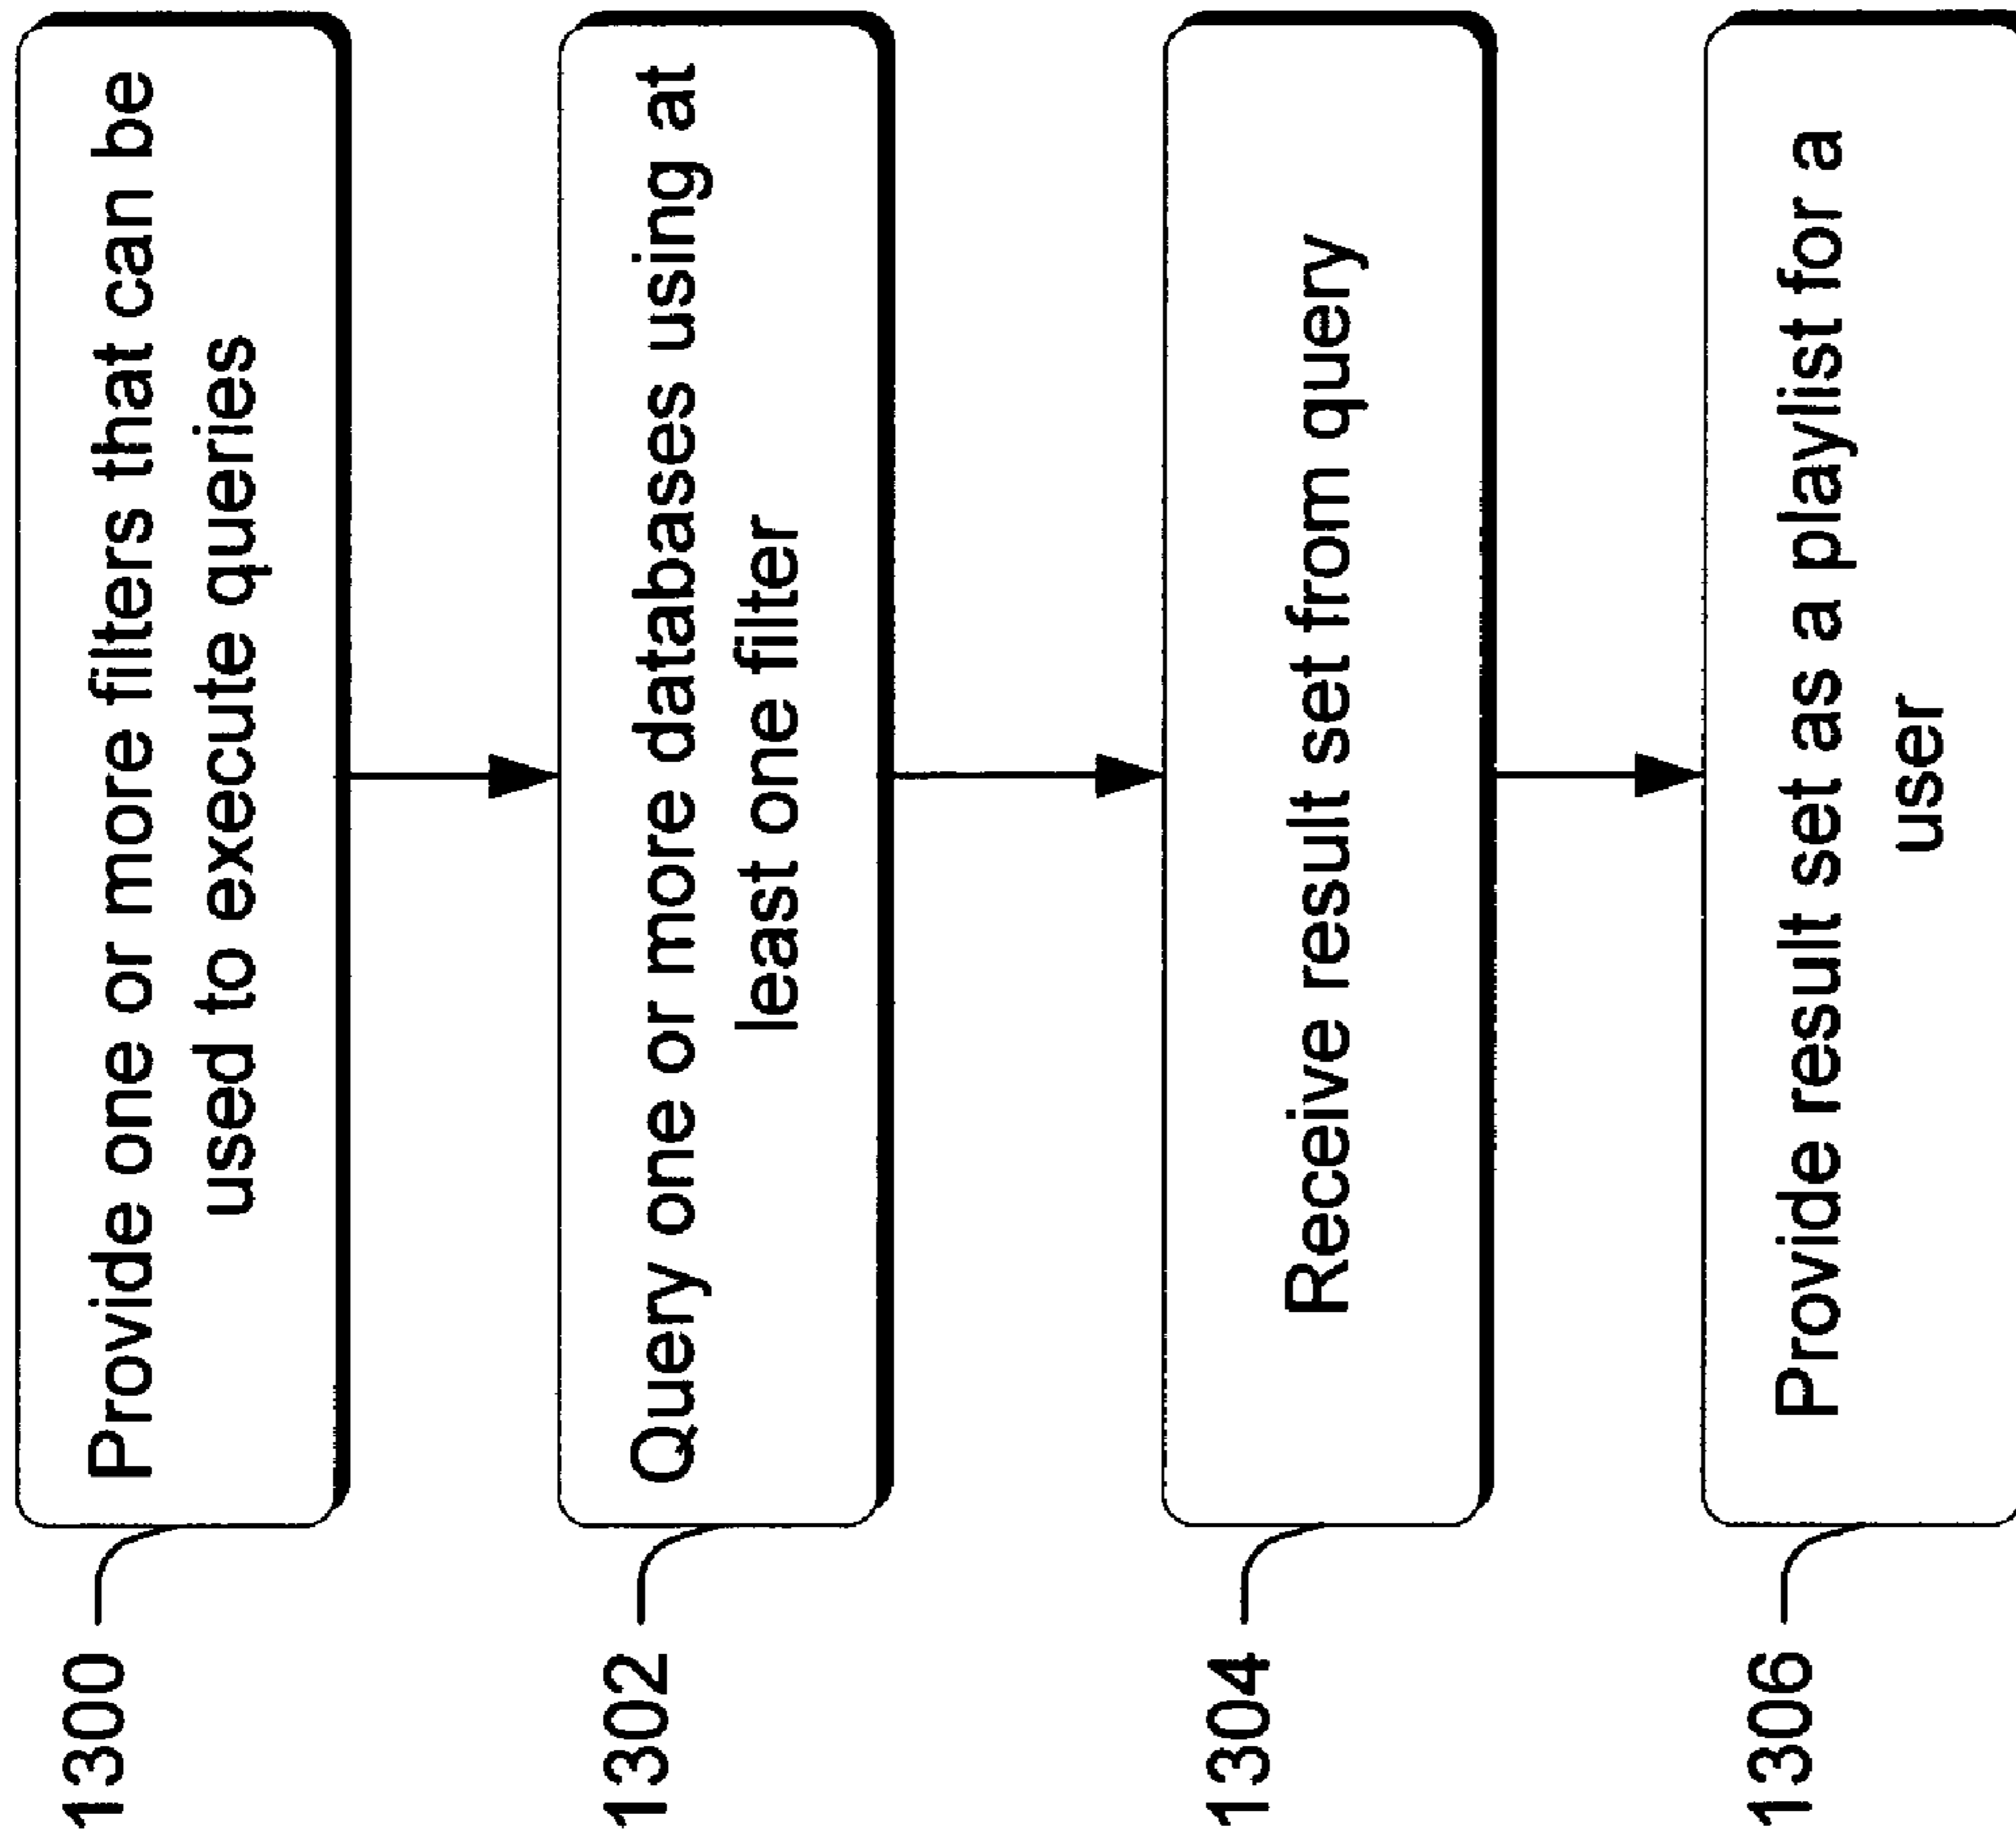 1300
Provide one or more filters that can be
used to execute queries
1302
Query one or more databases using at
least one filter
1304
Receive result set from query
1306
Provide result set as a playlist for a
user